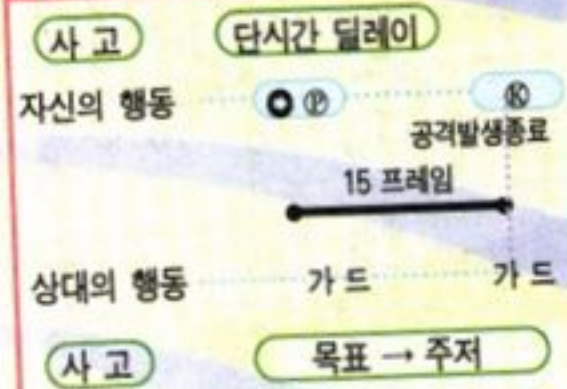 사 고 단시간 딜레이
자신의 행동 ○ Ⓟ Ⓚ
공격발생종료
15 프레임
상대의 행동 가 드 가 드
사 고 목표 → 주저